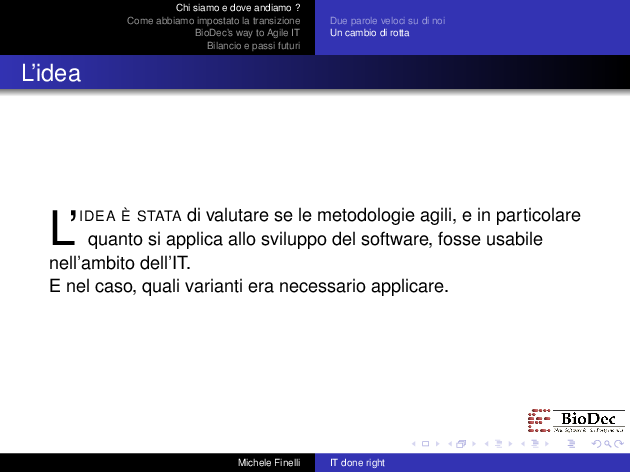 Chi siamo e dove andiamo ?
Come abbiamo impostato la transizione
BioDec's way to Agile IT
Bilancio e passi futuri
Due parole veloci su di noi
Un cambio di rotta
L'idea
L'IDEA È STATA di valutare se le metodologie agili, e in particolare
quanto si applica allo sviluppo del software, fosse usabile
nell'ambito dell'IT.
E nel caso, quali varianti era necessario applicare.
BioDec
Michele Finelli
IT done right